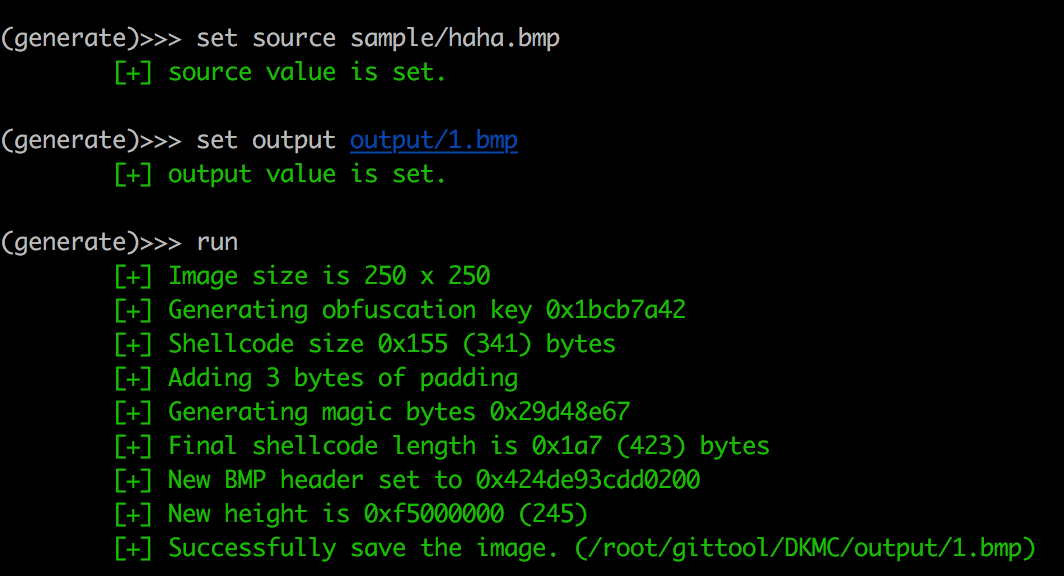 (generate)>>> set source sample/haha.bmp
[+] source value is set.
(generate)>>> set output output/1.bmp
[+] output value is set.
(generate)>>> run
[+] Image size is 250 x 250
[+] Generating obfuscation key 0x1bcb7a42
[+] Shellcode size 0x155 (341) bytes
[+] Adding 3 bytes of padding
[+] Generating magic bytes 0x29d48e67
[+] Final shellcode length is 0x1a7 (423) bytes
[+] New BMP header set to 0x424de93cdd0200
[+] New height is 0xf5000000 (245)
[+] Successfully save the image. (/root/gittool/DKMC/output/1.bmp)